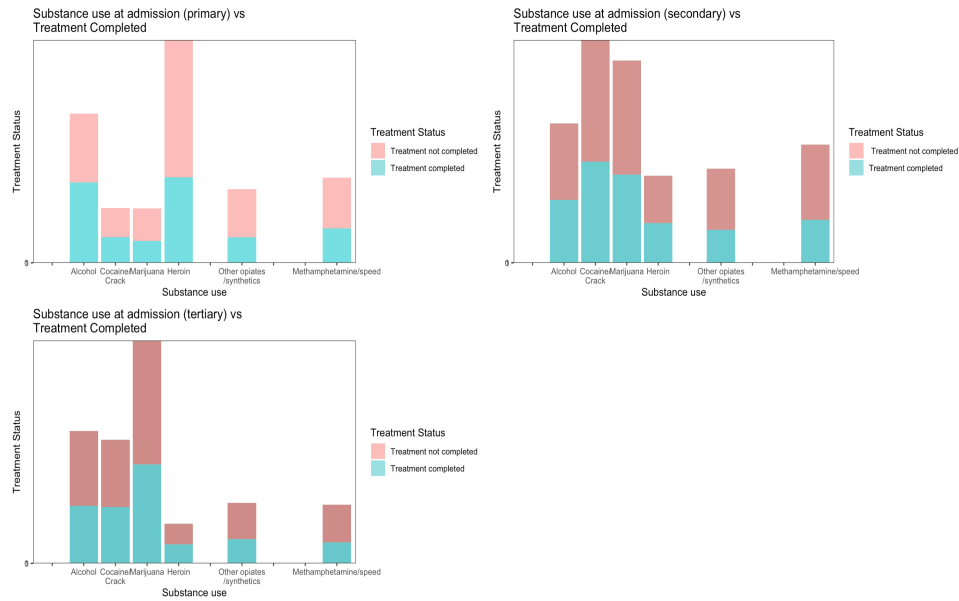 Substance use at admission (primary) vs
Treatment Completed
Treatment Status
0
Alcohol
Cocaine/
Crack
Marijuana
Heroin
Other opiates
/synthetics
Methamphetamine/speed
Substance use
Treatment Status
Treatment not completed
Treatment completed
Substance use at admission (secondary) vs
Treatment Completed
Treatment Status
0
Alcohol
Cocaine/
Crack
Marijuana
Heroin
Other opiates
/synthetics
Methamphetamine/speed
Substance use
Treatment Status
Treatment not completed
Treatment completed
Substance use at admission (tertiary) vs
Treatment Completed
Treatment Status
0
Alcohol
Cocaine/
Crack
Marijuana
Heroin
Other opiates
/synthetics
Methamphetamine/speed
Substance use
Treatment Status
Treatment not completed
Treatment completed